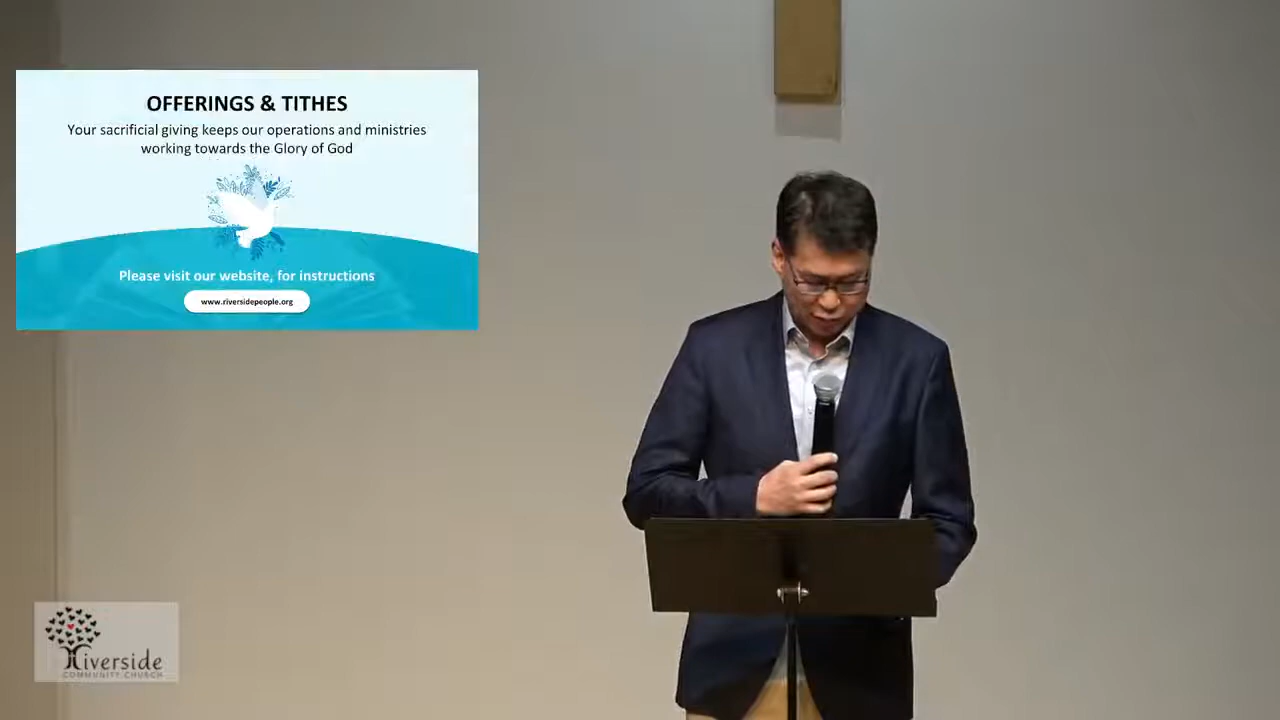 OFFERINGS & TITHES
Your sacrificial giving keeps our operations and ministries
working towards the Glory of God
Please visit our website, for instructions
www.riversidepeople.org
Riverside
COMMUNITY CHURCH